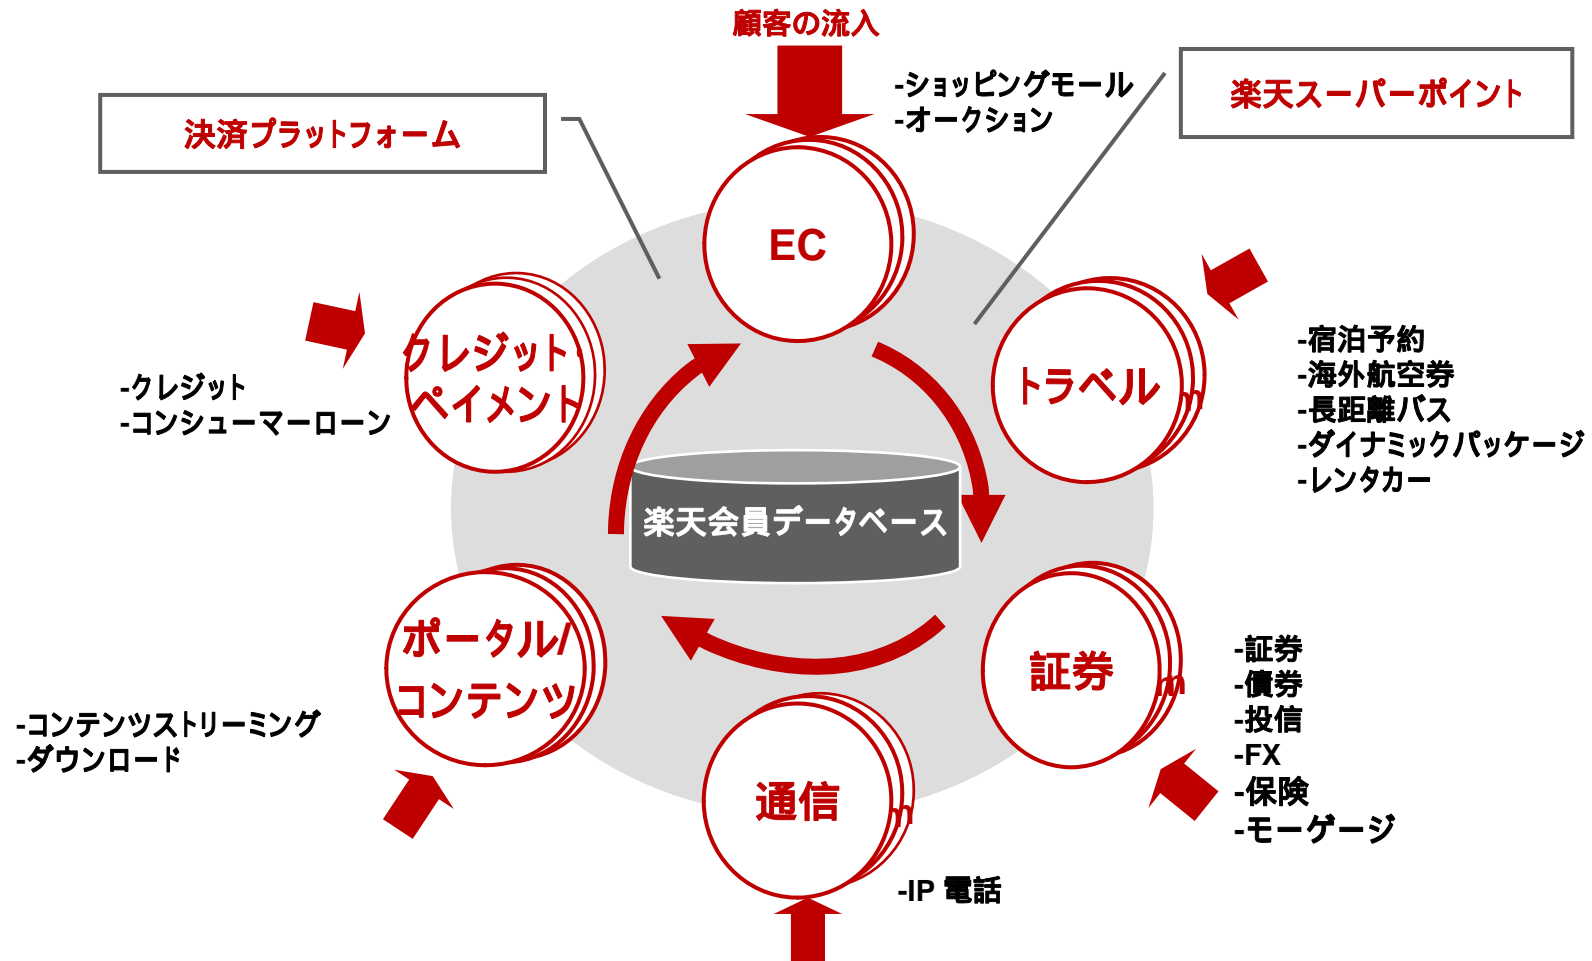 顧客の流入
-ショッピングモール
-オークション
楽天スーパーポイント
決済プラットフォーム
EC
クレジット・
ペイメント
-クレジット
-コンシューマーローン
トラベル
-宿泊予約
-海外航空券
-長距離バス
-ダイナミックパッケージ
-レンタカー
楽天会員データベース
ポータル/
コンテンツ
-コンテンツストリーミング
-ダウンロード
証券
-証券
-債券
-投信
-FX
-保険
-モーゲージ
通信
-IP 電話